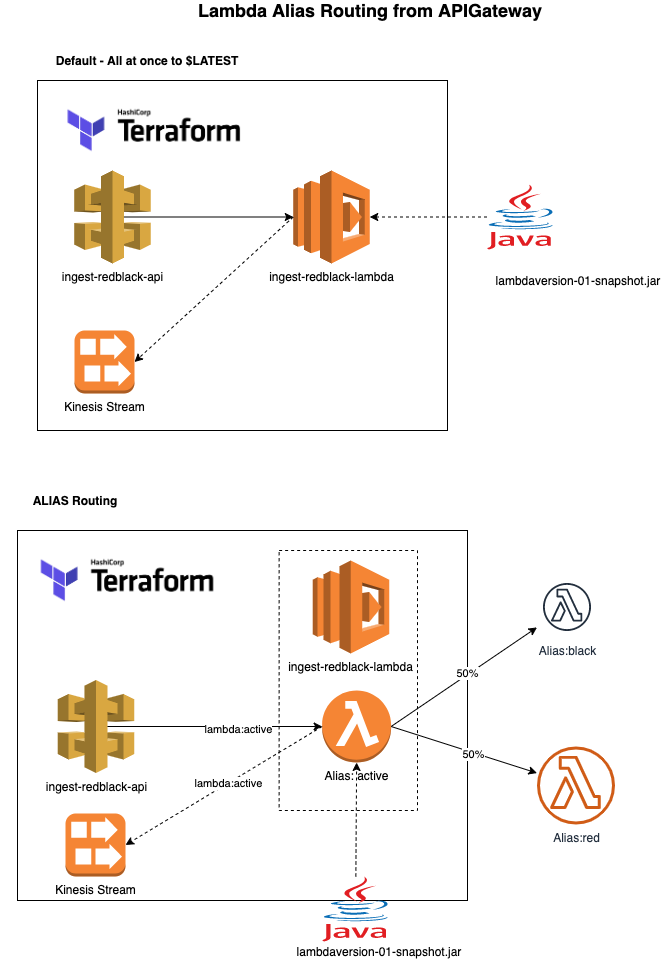 Lambda Alias Routing from APIGateway
Default - All at once to $LATEST
HashiCorp
Terraform
ingest-redblack-api
ingest-redblack-lambda
Java
lambdaversion-01-snapshot.jar
Kinesis Stream
ALIAS Routing
HashiCorp
Terraform
ingest-redblack-lambda
Alias:black
50%
lambda:active
50%
Alias: active
lambda:active
ingest-redblack-api
Alias:red
Kinesis Stream
Java
lambdaversion-01-snapshot.jar